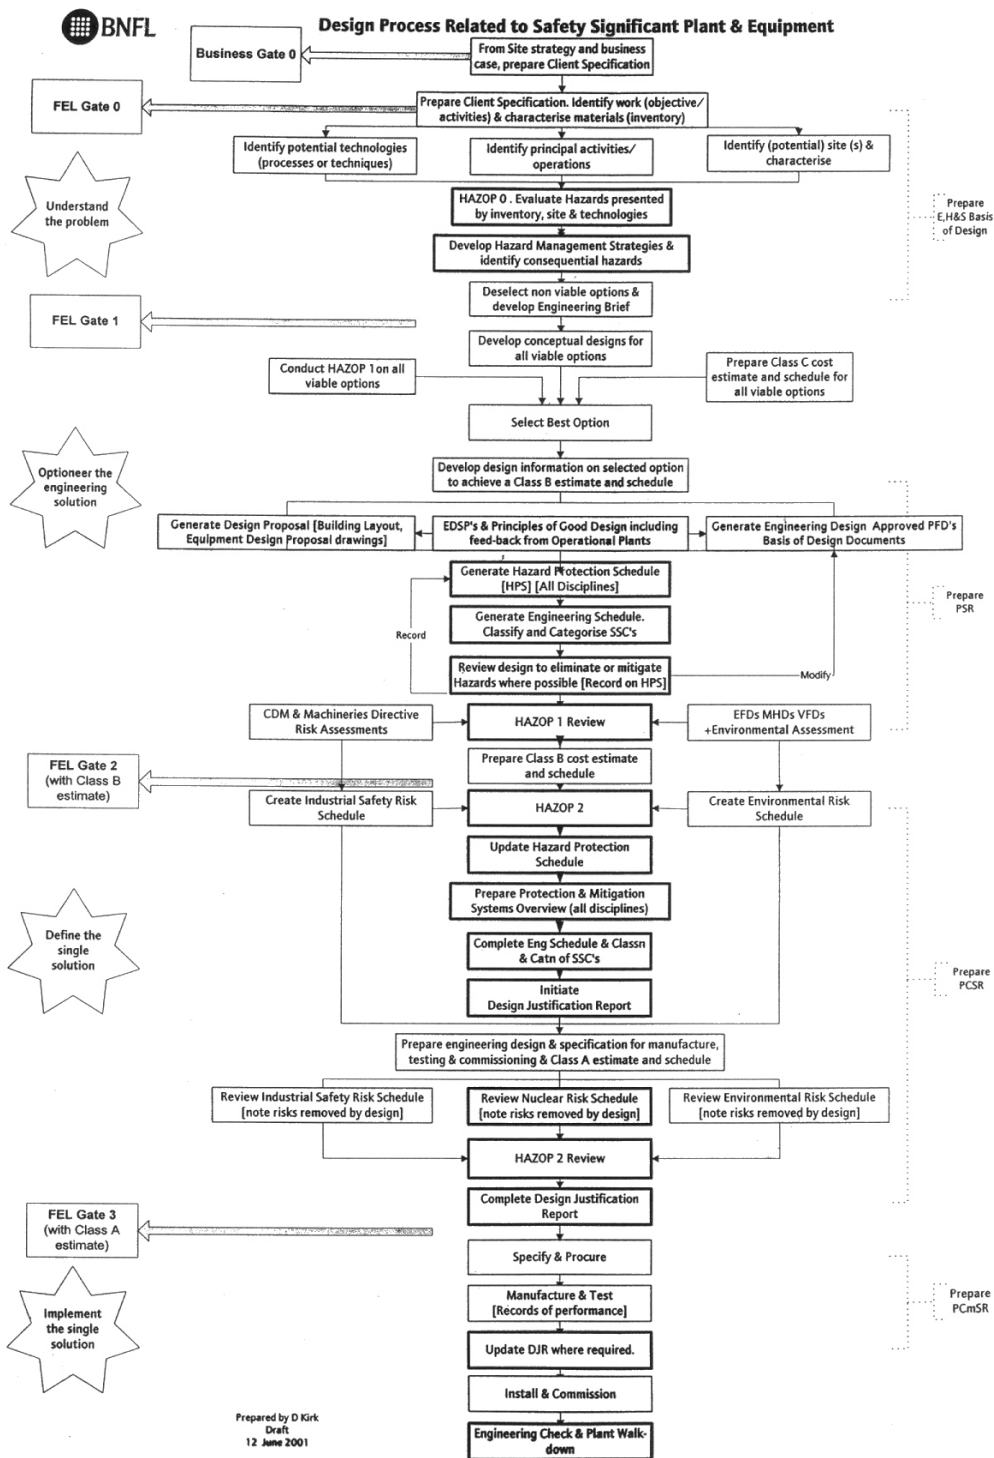 BNFL
Design Process Related to Safety Significant Plant & Equipment
Business Gate 0
From Site strategy and business
case, prepare Client Specification
FEL Gate 0
Prepare Client Specification. Identify work (objective/
activities) & characterise materials (inventory)
Identify potential technologies
(processes or techniques)
Identify principal activities/
operations
Identify (potential) site (s) &
characterise
Understand
the problem
HAZOP 0 . Evaluate Hazards presented
by inventory, site & technologies
Prepare
E,H&S Basis
of Design
Develop Hazard Management Strategies &
identify consequential hazards
Deselect non viable options &
develop Engineering Brief
FEL Gate 1
Develop conceptual designs for
all viable options
Conduct HAZOP 1 on all
viable options
Prepare Class C cost
estimate and schedule for
all viable options
Select Best Option
Optioneer the
engineering
solution
Develop design information on selected option
to achieve a Class B estimate and schedule
Generate Design Proposal [Building Layout,
Equipment Design Proposal drawings]
EDSP's & Principles of Good Design including
feed-back from Operational Plants
Generate Engineering Design Approved PFD's
Basis of Design Documents
Generate Hazard Protection Schedule
[HPS] [All Disciplines]
Prepare
PSR
Generate Engineering Schedule.
Classify and Categorise SSC's
Record
Review design to eliminate or mitigate
Hazards where possible [Record on HPS]
Modify
CDM & Machineries Directive
Risk Assessments
HAZOP 1 Review
EFDs MHDs VFDs
+Environmental Assessment
FEL Gate 2
(with Class B
estimate)
Prepare Class B cost estimate
and schedule
Create Industrial Safety Risk
Schedule
HAZOP 2
Create Environmental Risk
Schedule
Update Hazard Protection
Schedule
Prepare Protection & Mitigation
Systems Overview (all disciplines)
Define the
single
solution
Complete Eng Schedule & Classn
& Catn of SSC's
Prepare
PCSR
Initiate
Design Justification Report
Prepare engineering design & specification for manufacture,
testing & commissioning & Class A estimate and schedule
Review Industrial Safety Risk Schedule
[note risks removed by design]
Review Nuclear Risk Schedule
[note risks removed by design]
Review Environmental Risk Schedule
[note risks removed by design]
HAZOP 2 Review
Complete Design Justification
Report
FEL Gate 3
(with Class A
estimate)
Specify & Procure
Manufacture & Test
[Records of performance]
Prepare
PCmSR
Implement
the single
solution
Update DJR where required.
Install & Commission
Prepared by D Kirk
Draft
12 June 2001
Engineering Check & Plant Walk-
down